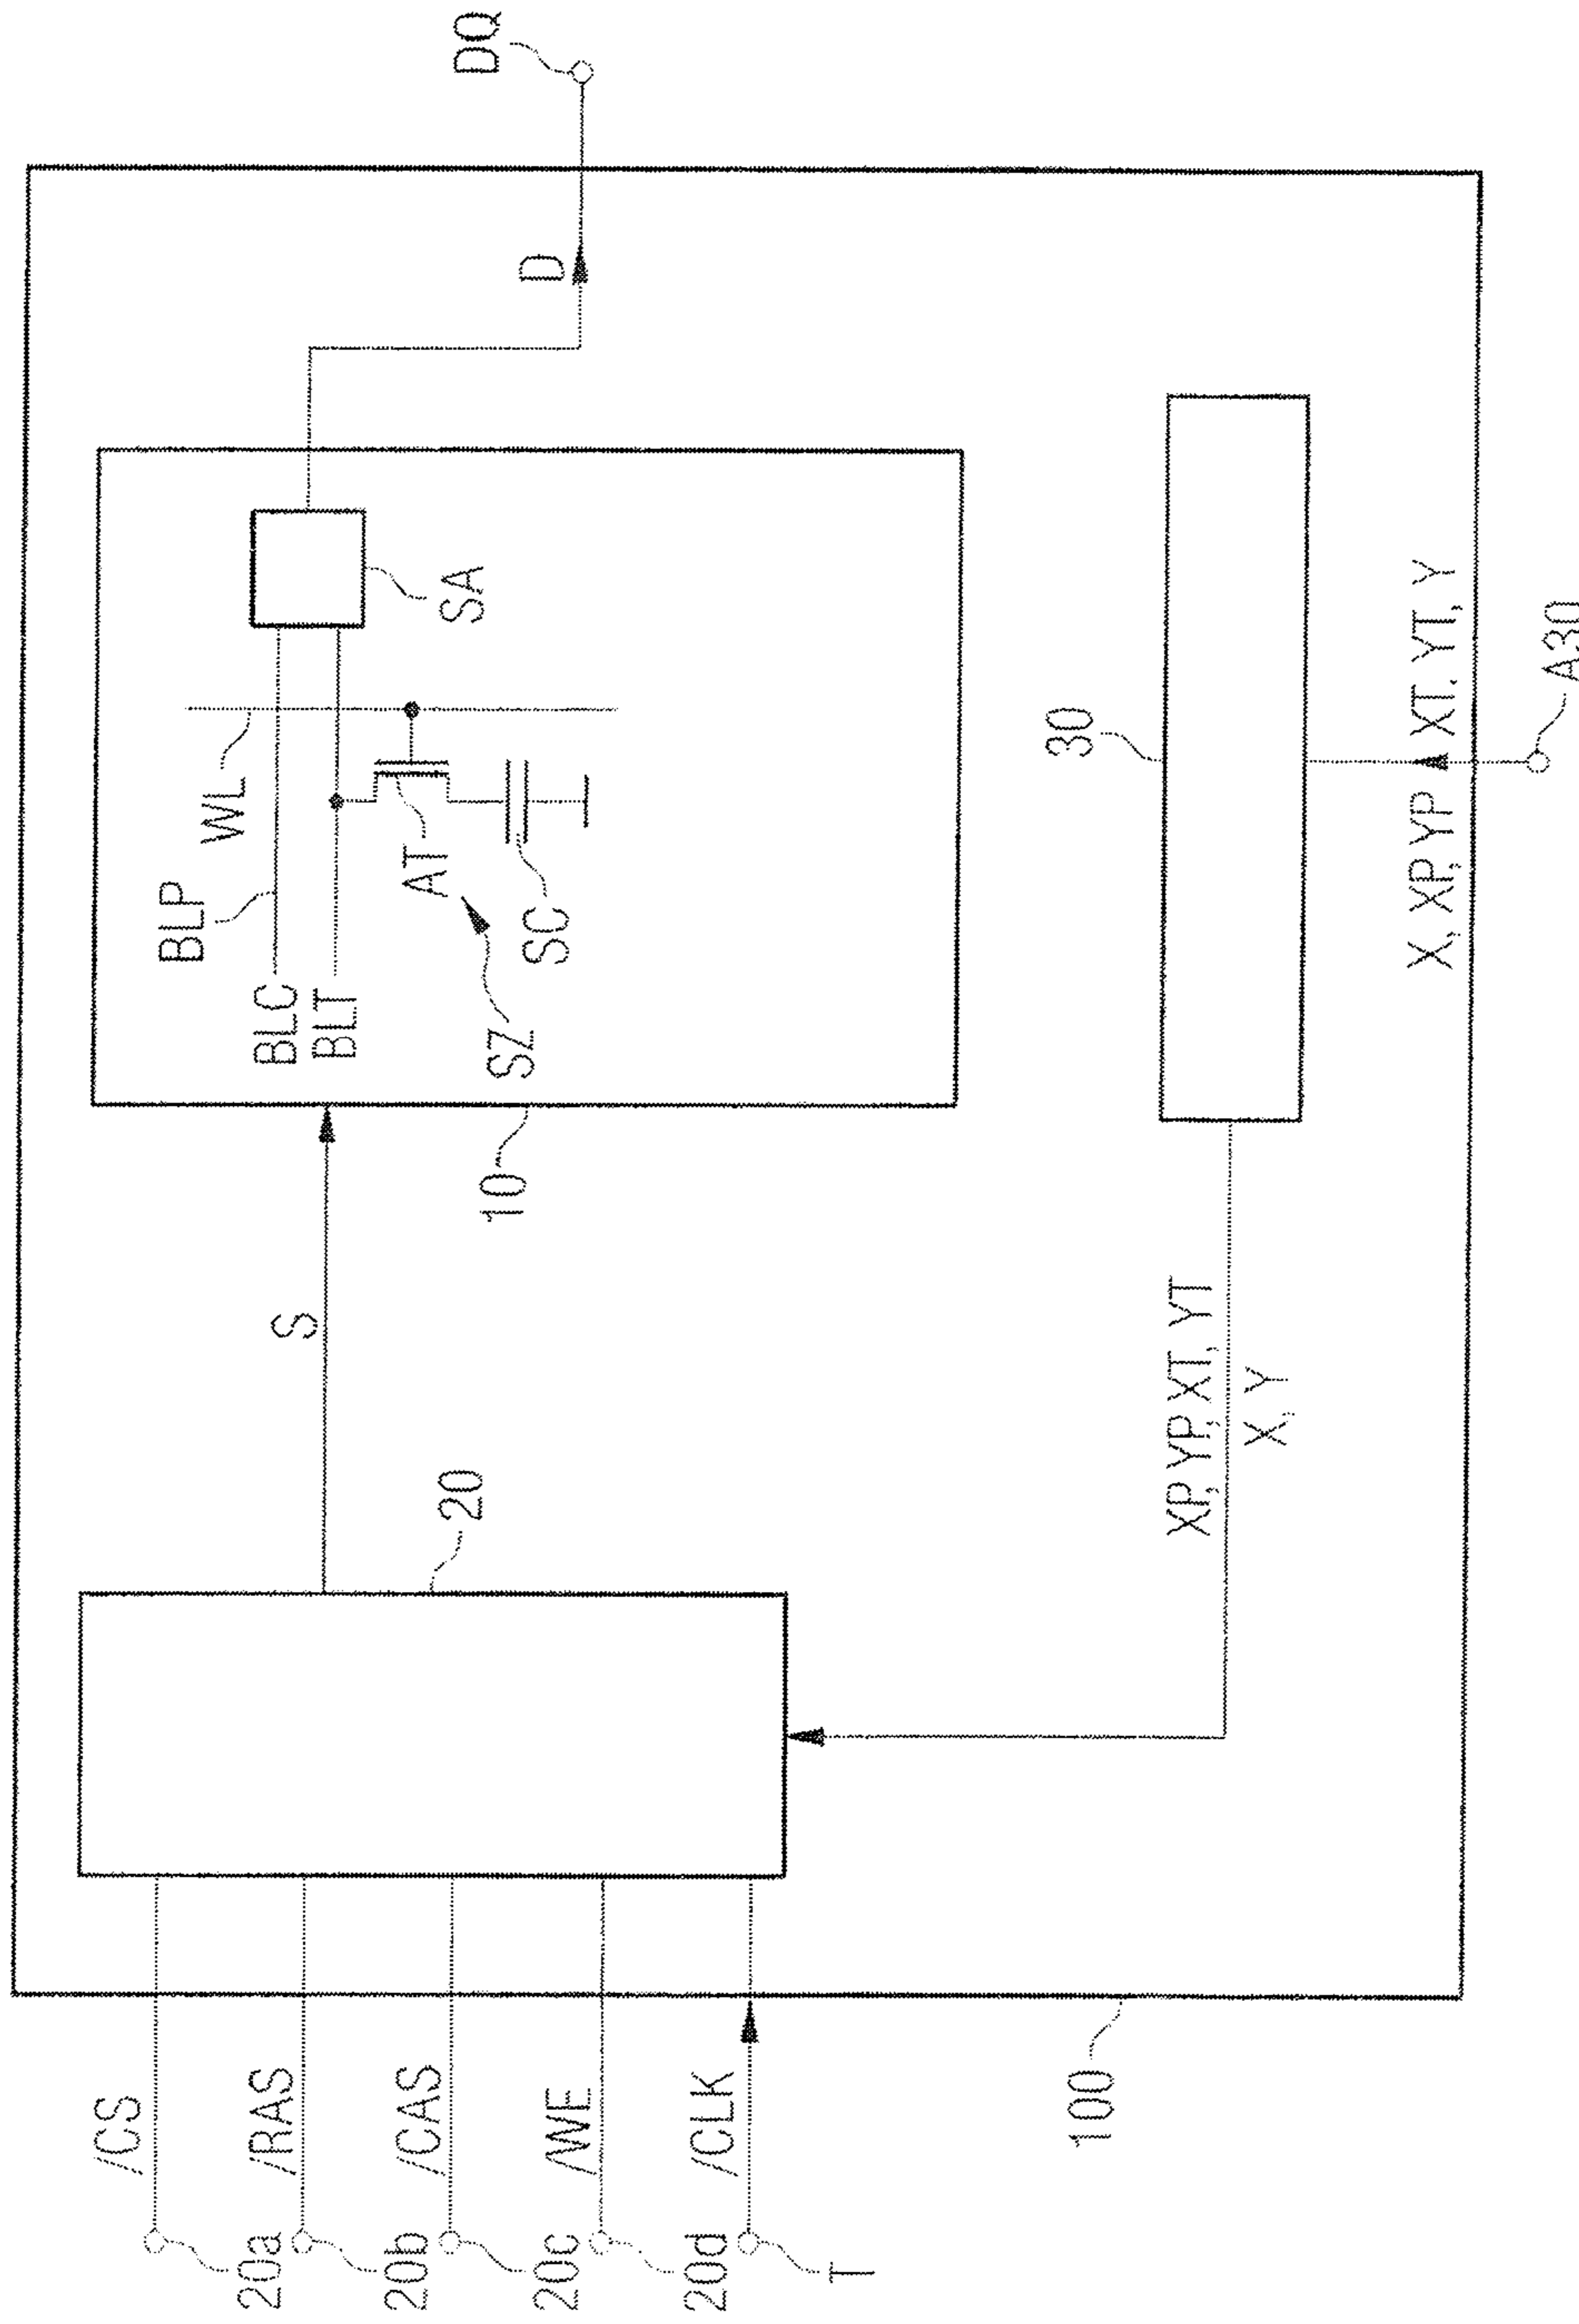 /CS
20a
/RAS
20b
/CAS
20c
/WE
20d
/CLK
T
100
20
S
10
BLP
WL
BLC
BLT
AT
SZ
SC
SA
D
DQ
30
XP, YP, XT, YT
X, Y
X, XP, YP
XT. YT, Y
A30